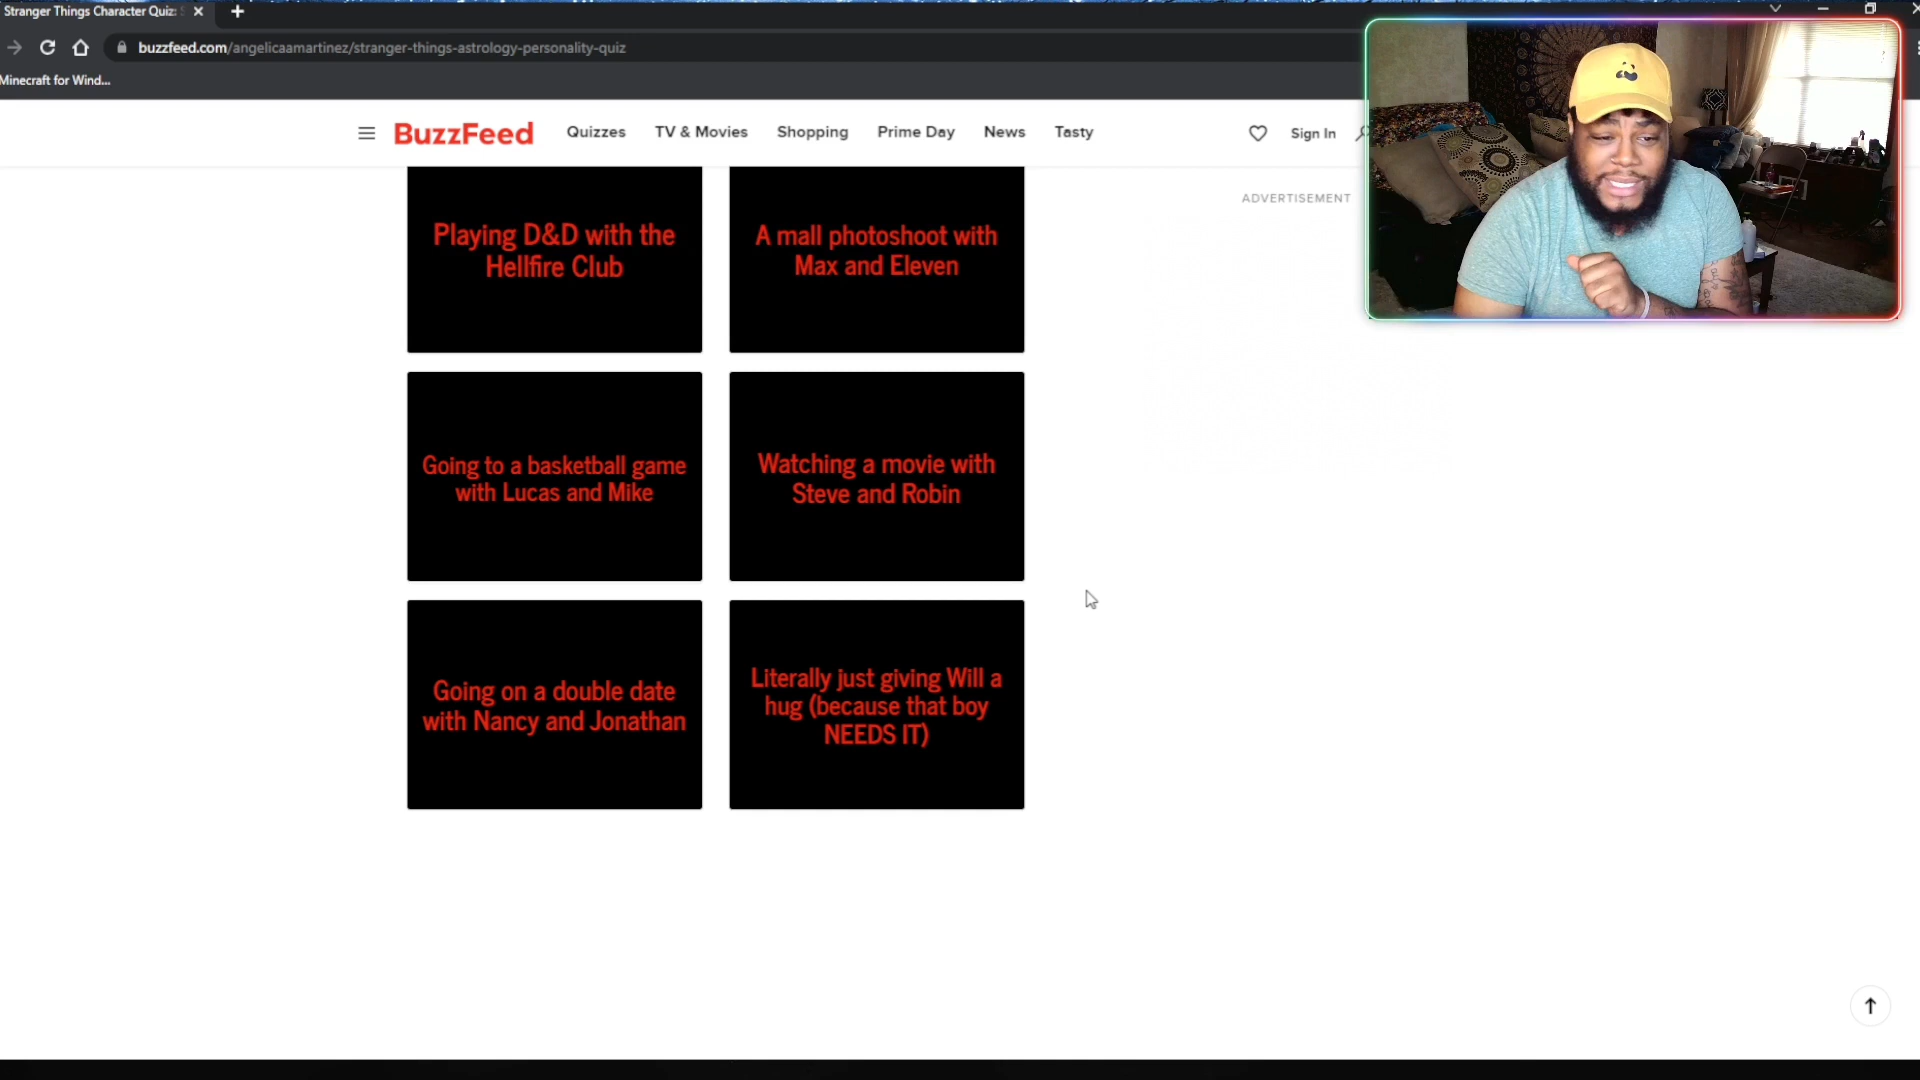 Stranger Things Character Quiz:
buzzfeed.com/angelicaamartinez/stranger-things-astrology-personality-quiz
Minecraft for Wind...
BuzzFeed
Quizzes
TV & Movies
Shopping
Prime Day
News
Tasty
Sign In
ADVERTISEMENT
Playing D&D with the
Hellfire Club
A mall photoshoot with
Max and Eleven
Going to a basketball game
with Lucas and Mike
Watching a movie with
Steve and Robin
Going on a double date
with Nancy and Jonathan
Literally just giving Will a
hug (because that boy
NEEDS IT)